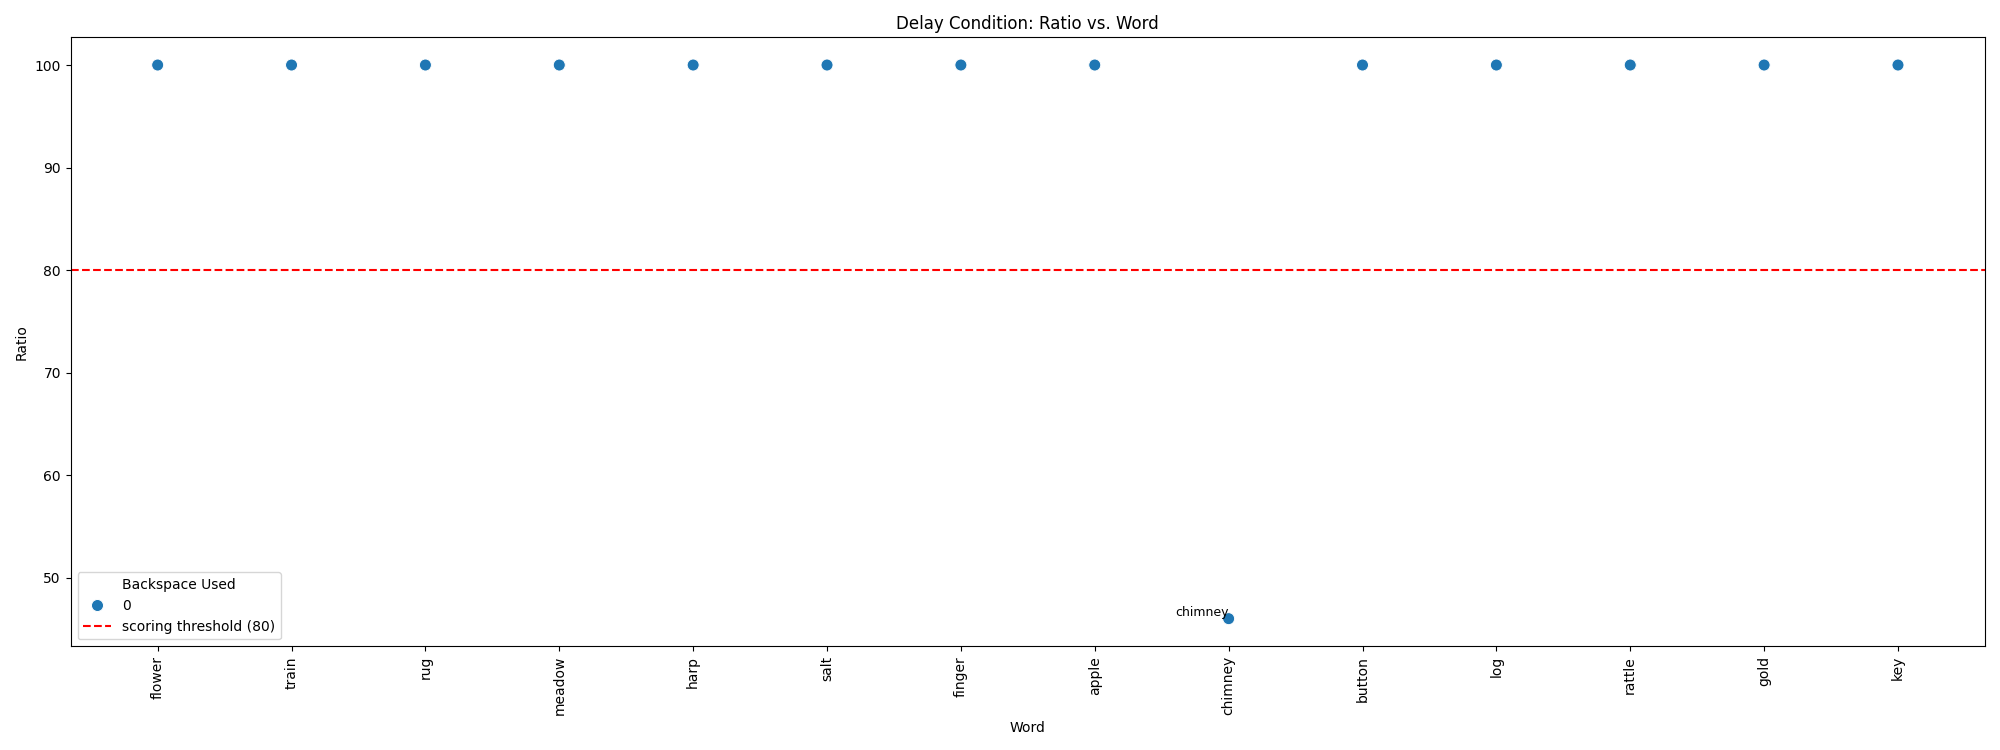 Delay Condition: Ratio vs. Word
Ratio
100
90
80
70
60
50
chimney
Backspace Used
0
scoring threshold (80)
flower
train
rug
meadow
harp
salt
finger
apple
chimney
button
log
rattle
gold
key
Word